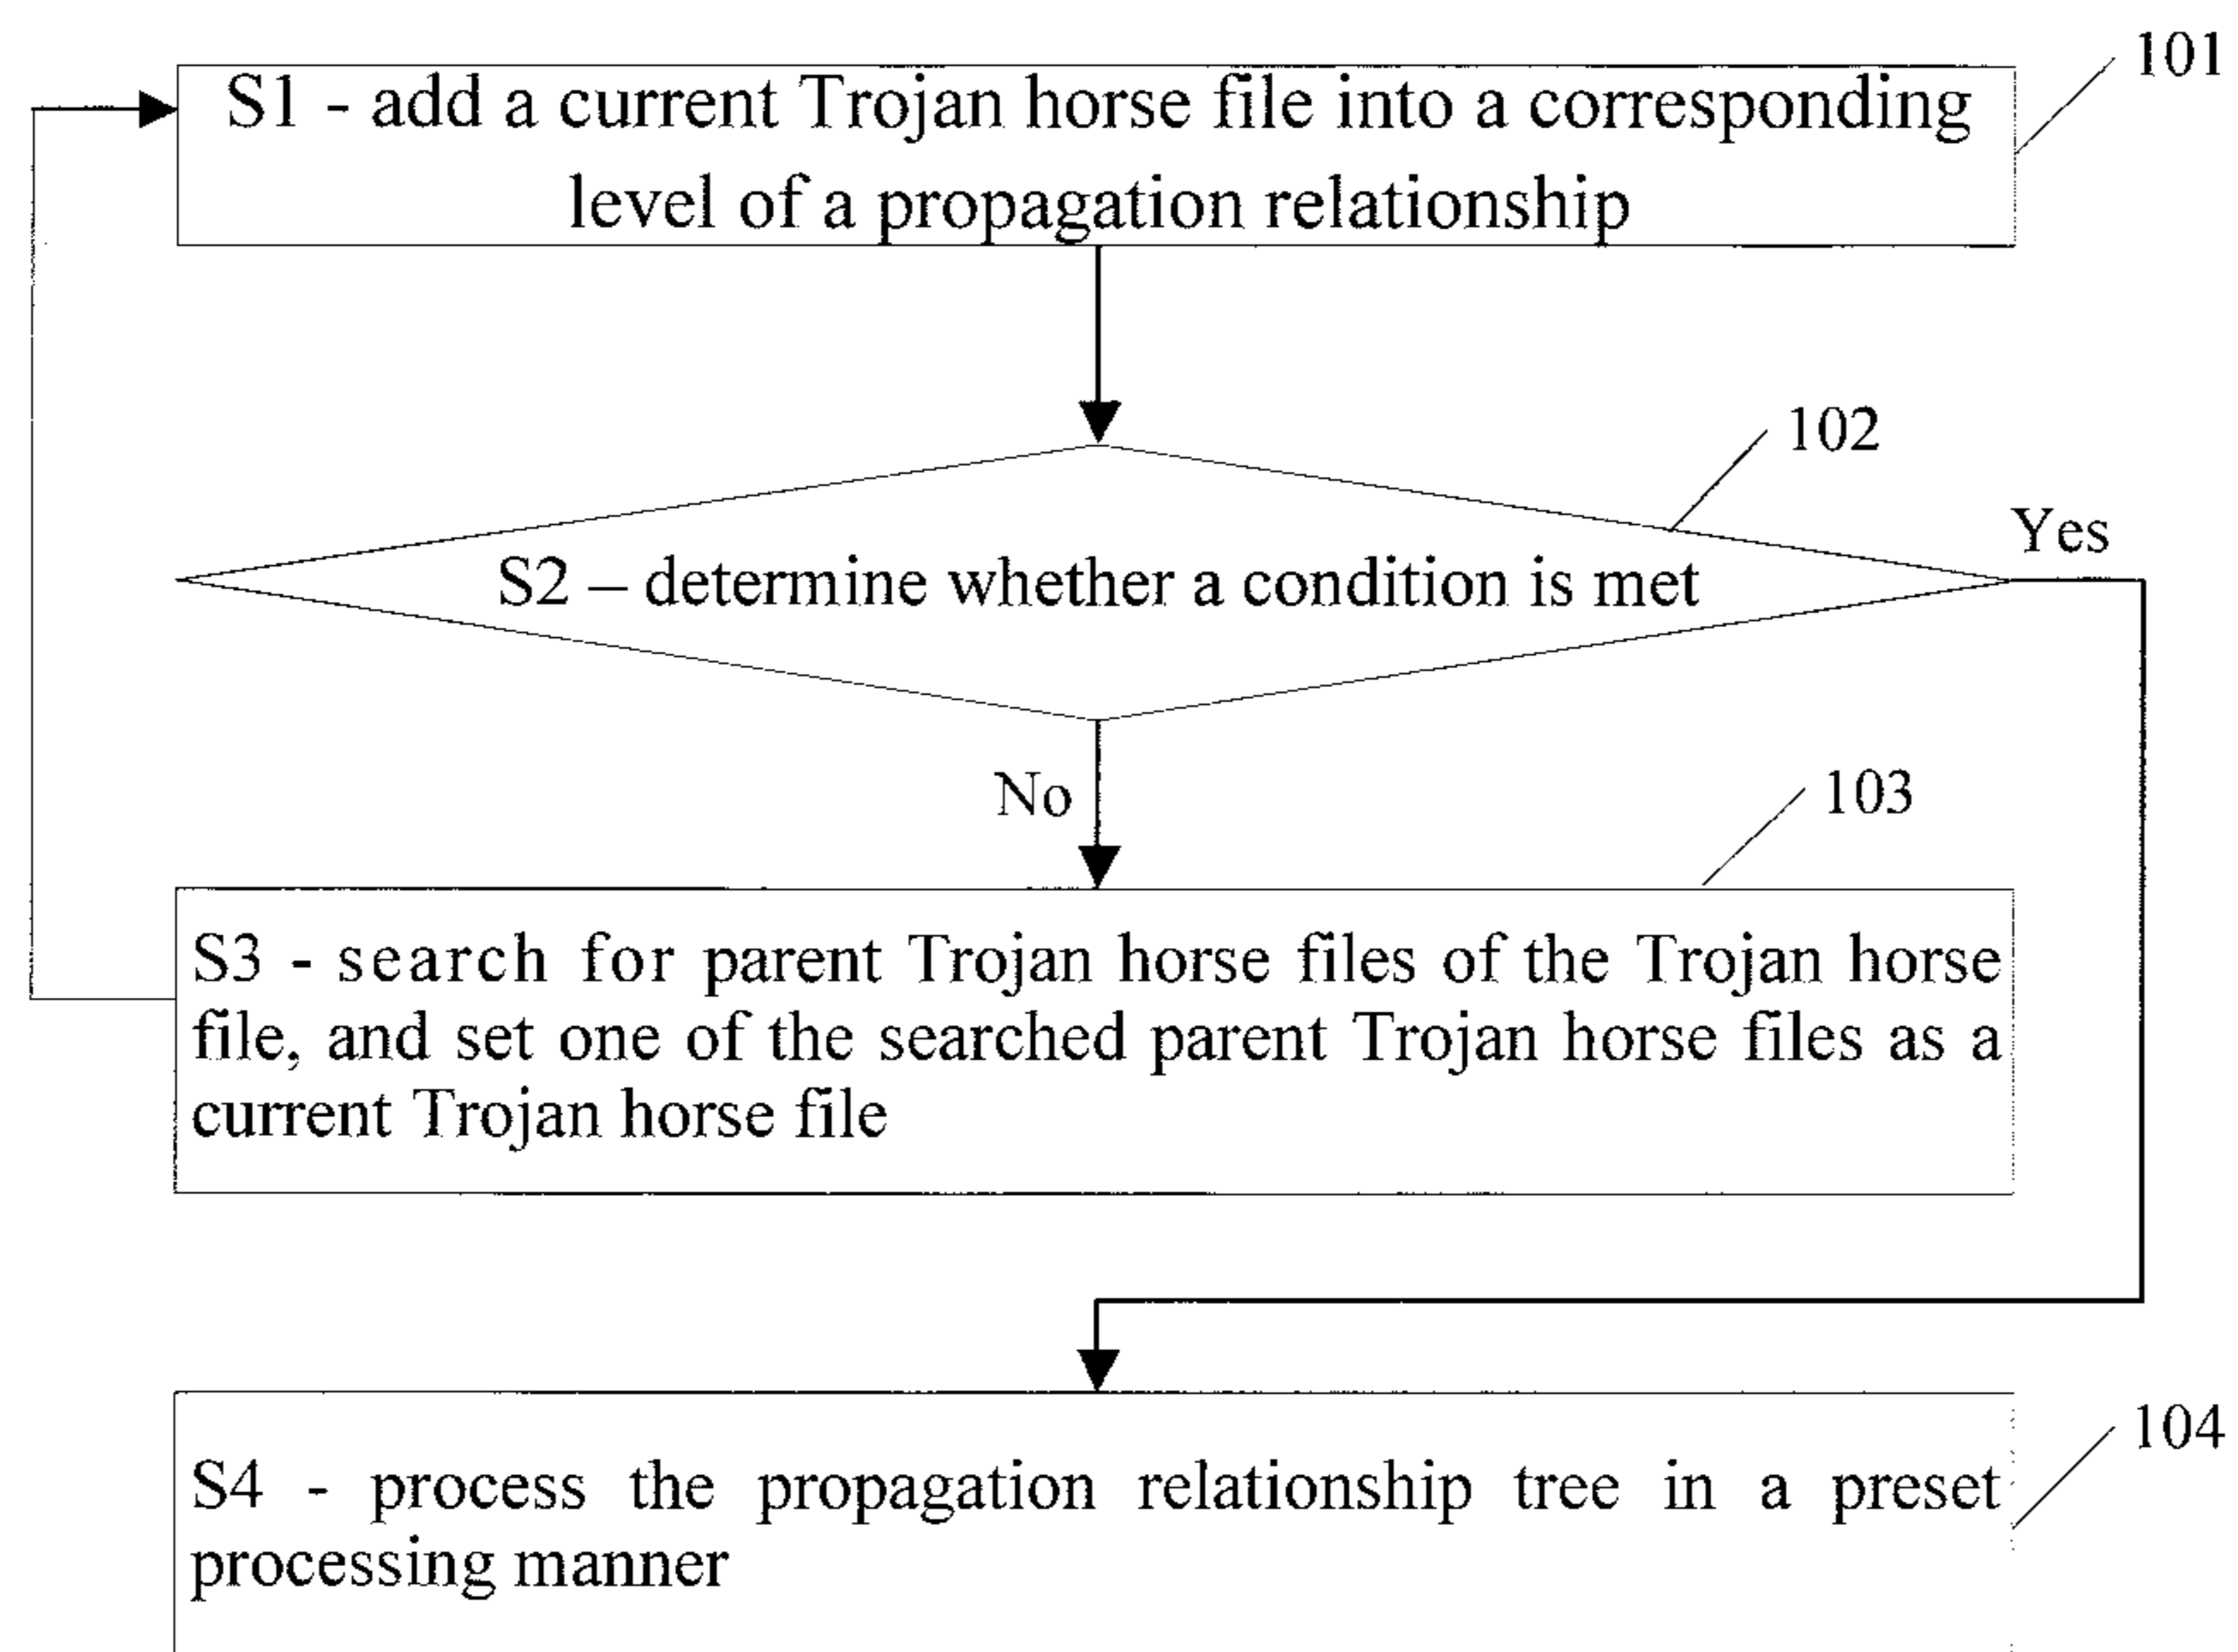 101
S1 - add a current Trojan horse file into a corresponding
level of a propagation relationship
102
Yes
S2 – determine whether a condition is met
No
103
S3 - search for parent Trojan horse files of the Trojan horse
file, and set one of the searched parent Trojan horse files as a
current Trojan horse file
104
S4 - process the propagation relationship tree in a preset
processing manner